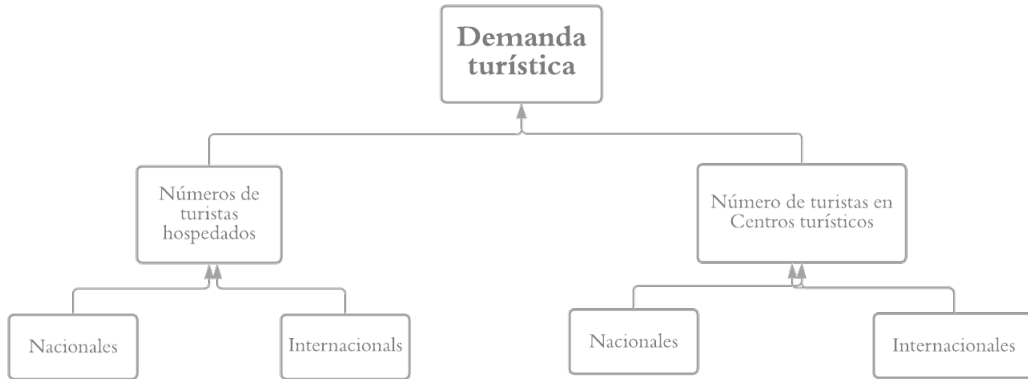 Demanda
turística
Números de
turistas
hospedados
Número de turistas en
Centros turísticos
Nacionales
Internacionals
Nacionales
Internacionales